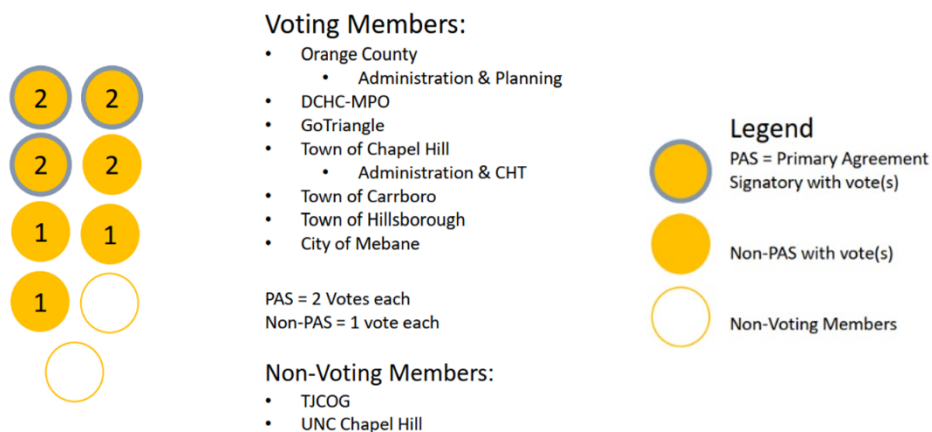 2 2
2 2
1 1
1
Voting Members:
• Orange County
• Administration & Planning
• DCHC-MPO
• GoTriangle
• Town of Chapel Hill
• Administration & CHT
• Town of Carrboro
• Town of Hillsborough
• City of Mebane
PAS = 2 Votes each
Non-PAS = 1 vote each
Non-Voting Members:
• TJCOG
• UNC Chapel Hill
Legend
PAS = Primary Agreement
Signatory with vote(s)
Non-PAS with vote(s)
Non-Voting Members